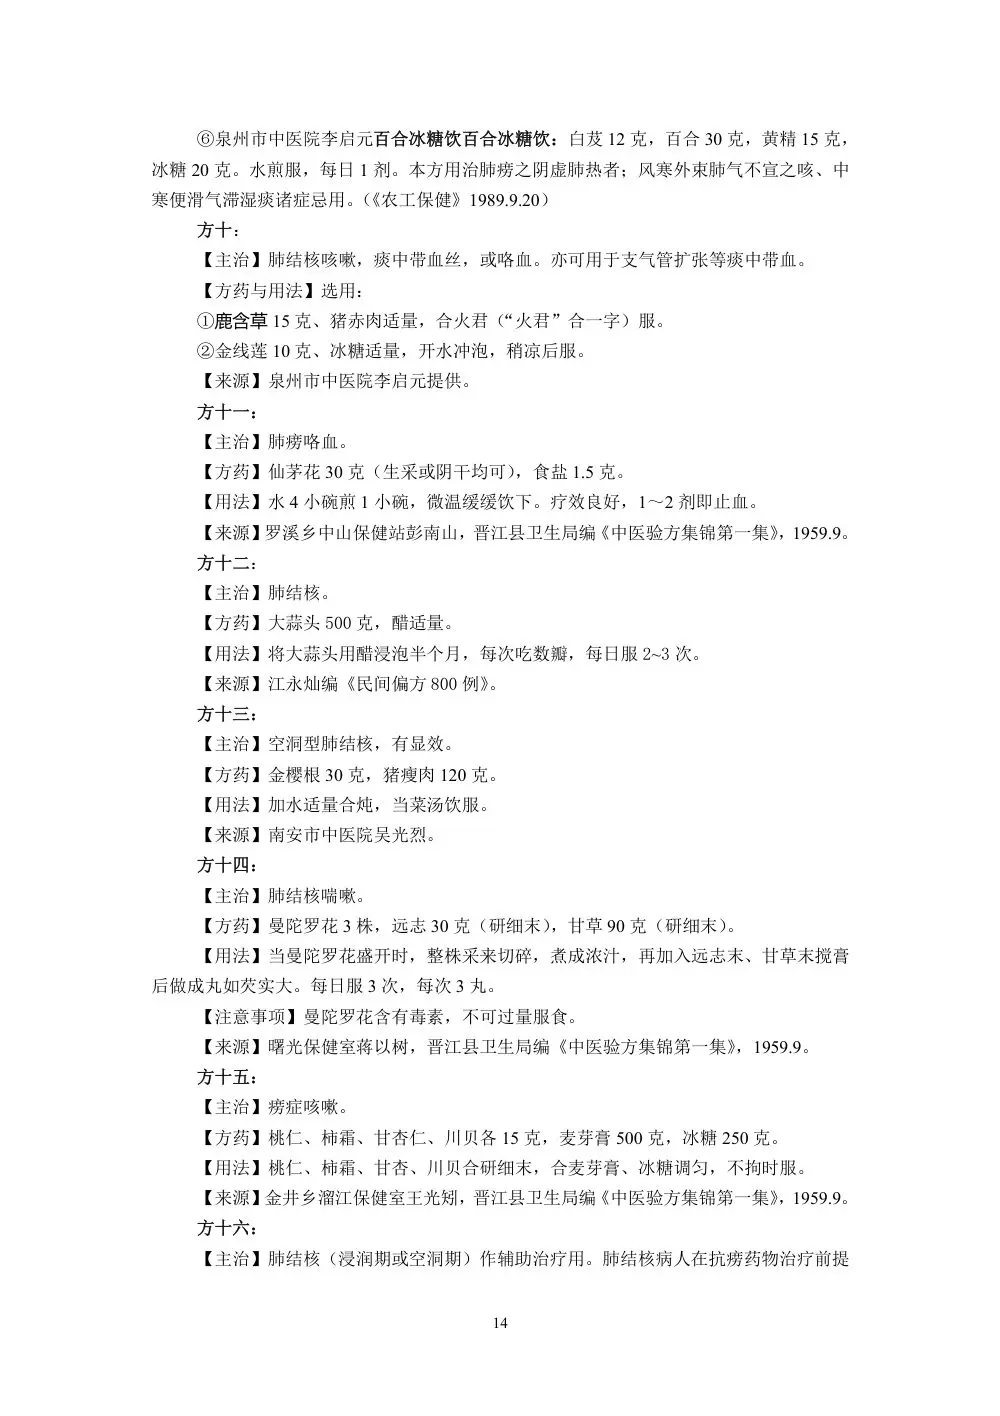 ⑥泉州市中医院李启元百合冰糖饮百合冰糖饮：白芨 12 克，百合 30 克，黄精 15 克，
冰糖 20 克。水煎服，每日 1 剂。本方用治肺痨之阴虚肺热者；风寒外束肺气不宣之咳、中
寒便滑气滞湿痰诸症忌用。（《农工保健》1989.9.20）
方十：
【主治】肺结核咳嗽，痰中带血丝，或咯血。亦可用于支气管扩张等痰中带血。
【方药与用法】选用：
①鹿含草 15 克、猪赤肉适量，合火君（“火君”合一字）服。
②金线莲 10 克、冰糖适量，开水冲泡，稍凉后服。
【来源】泉州市中医院李启元提供。
方十一：
【主治】肺痨咯血。
【方药】仙茅花 30 克（生采或阴干均可），食盐 1.5 克。
【用法】水 4 小碗煎 1 小碗，微温缓缓饮下。疗效良好，1～2 剂即止血。
【来源】罗溪乡中山保健站彭南山，晋江县卫生局编《中医验方集锦第一集》，1959.9。
方十二：
【主治】肺结核。
【方药】大蒜头 500 克，醋适量。
【用法】将大蒜头用醋浸泡半个月，每次吃数瓣，每日服 2~3 次。
【来源】江永灿编《民间偏方 800 例》。
方十三：
【主治】空洞型肺结核，有显效。
【方药】金樱根 30 克，猪瘦肉 120 克。
【用法】加水适量合炖，当菜汤饮服。
【来源】南安市中医院吴光烈。
方十四：
【主治】肺结核喘嗽。
【方药】曼陀罗花 3 株，远志 30 克（研细末），甘草 90 克（研细末）。
【用法】当曼陀罗花盛开时，整株采来切碎，煮成浓汁，再加入远志末、甘草末搅膏
后做成丸如芡实大。每日服 3 次，每次 3 丸。
【注意事项】曼陀罗花含有毒素，不可过量服食。
【来源】曙光保健室蒋以树，晋江县卫生局编《中医验方集锦第一集》，1959.9。
方十五：
【主治】痨症咳嗽。
【方药】桃仁、柿霜、甘杏仁、川贝各 15 克，麦芽膏 500 克，冰糖 250 克。
【用法】桃仁、柿霜、甘杏、川贝合研细末，合麦芽膏、冰糖调匀，不拘时服。
【来源】金井乡溜江保健室王光矧，晋江县卫生局编《中医验方集锦第一集》，1959.9。
方十六：
【主治】肺结核（浸润期或空洞期）作辅助治疗用。肺结核病人在抗痨药物治疗前提
14